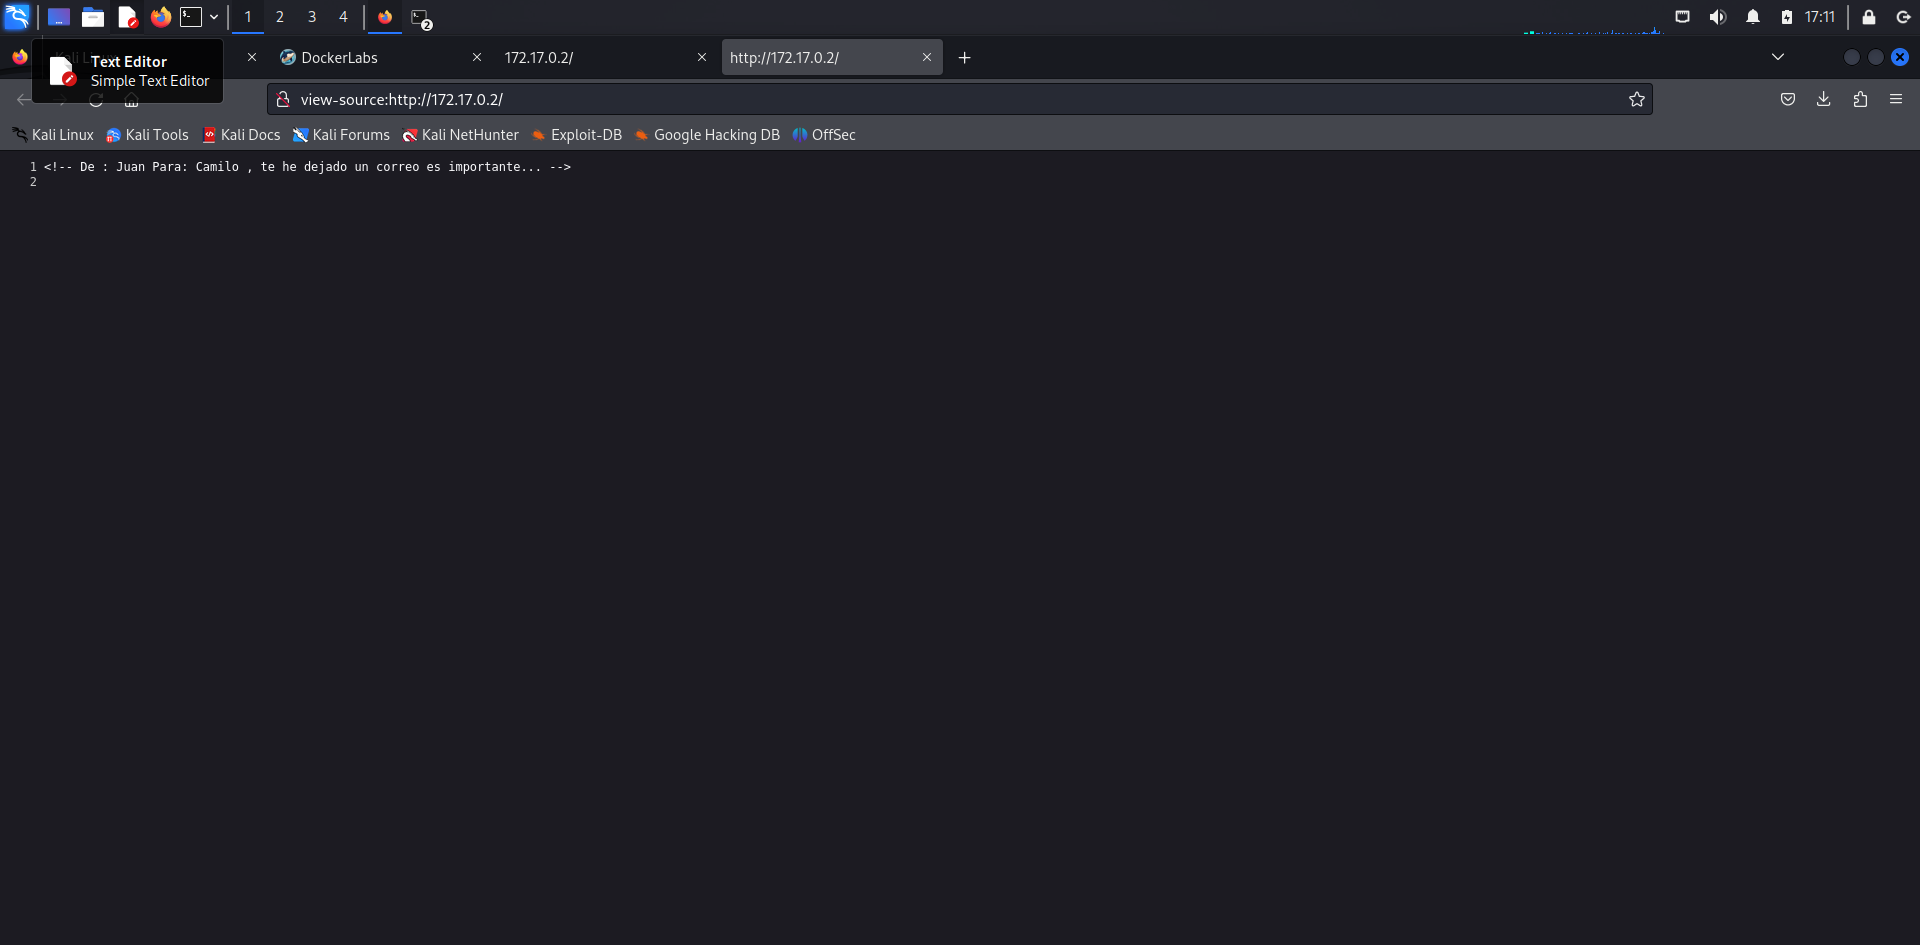 1 2 3 4 2 17:11
Text Editor
Simple Text Editor
DockerLabs 172.17.0.2/ http://172.17.0.2/
view-source:http://172.17.0.2/
Kali Linux Kali Tools Kali Docs Kali Forums Kali NetHunter Exploit-DB Google Hacking DB OffSec
1 <!-- De : Juan Para: Camilo , te he dejado un correo es importante... -->
2